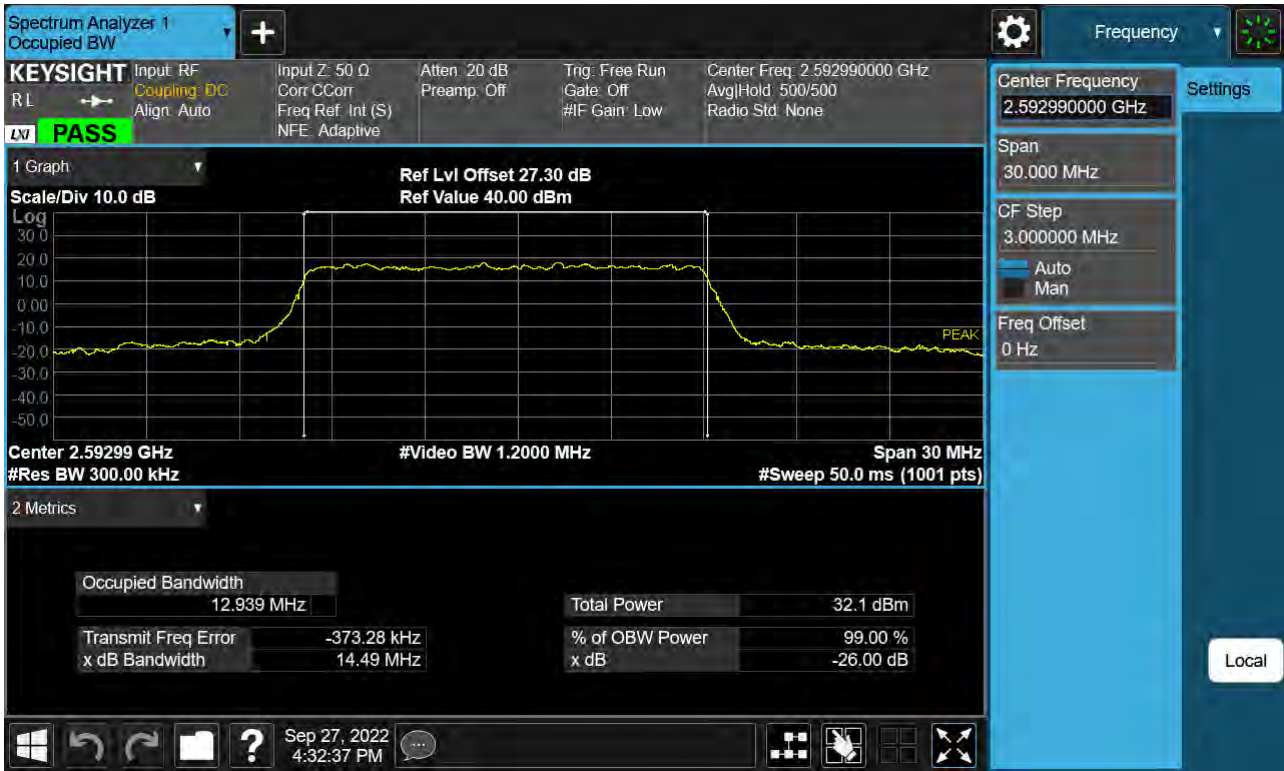 Spectrum Analyzer 1
Occupied BW
Frequency
KEYSIGHT
RL
LXI
PASS
Input: RF
Coupling: DC
Align: Auto
Input Z: 50 Ω
Corr CCorr
Freq Ref: Int (S)
NFE: Adaptive
Atten: 20 dB
Preamp: Off
Trig: Free Run
Gate: Off
#IF Gain: Low
Center Freq: 2.592990000 GHz
Avg|Hold: 500/500
Radio Std: None
1 Graph
Scale/Div 10.0 dB
Ref Lvl Offset 27.30 dB
Ref Value 40.00 dBm
Log
30.0
20.0
10.0
0.00
-10.0
-20.0
-30.0
-40.0
-50.0
PEAK
Center 2.59299 GHz
#Video BW 1.2000 MHz
Span 30 MHz
#Res BW 300.00 kHz
#Sweep 50.0 ms (1001 pts)
2 Metrics
Occupied Bandwidth
12.939 MHz
Total Power 32.1 dBm
Transmit Freq Error -373.28 kHz
% of OBW Power 99.00 %
x dB Bandwidth 14.49 MHz
x dB -26.00 dB
Center Frequency
2.592990000 GHz
Settings
Span
30.000 MHz
CF Step
3.000000 MHz
Auto
Man
Freq Offset
0 Hz
Local
?
Sep 27, 2022
4:32:37 PM